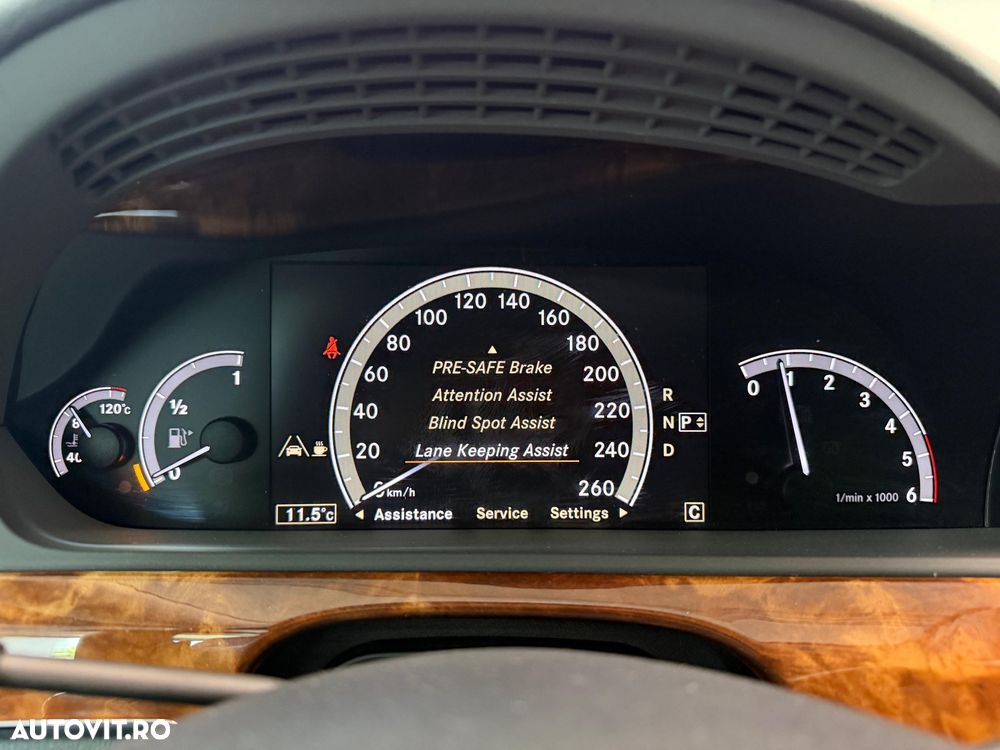 120°c
8
40
1
½
0
120 140
100 160
80 180
60 200
40 220
20 240
0 km/h 260
PRE-SAFE Brake
Attention Assist
Blind Spot Assist
Lane Keeping Assist
11.5°c
Assistance Service Settings
R
N P
D
C
0 1 2 3 4 5 6
1/min x 1000
AUTOVIT.RO